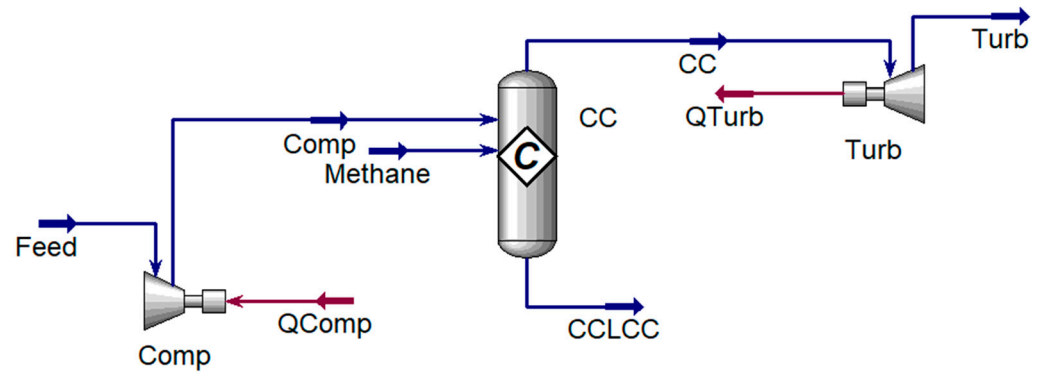 Turb
CC
QTurb
CC
Turb
Comp
Methane
C
Feed
QComp
CCLCC
Comp